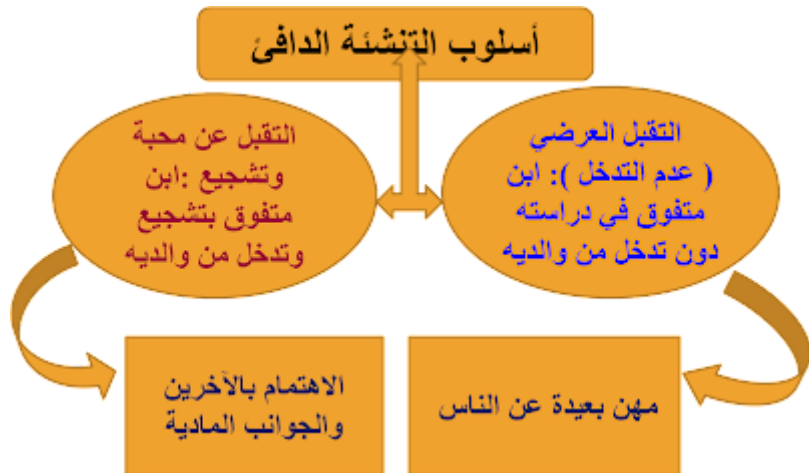 أسلوب التنشئة الدافئ
التقبل العرضي
( عدم التدخل ): ابن
متفوق في دراسته
دون تدخل من والديه
التقبل عن محبة
وتشجيع :ابن
متفوق بتشجيع
وتدخل من والديه
مهن بعيدة عن الناس
الاهتمام بالآخرين
والجوانب المادية